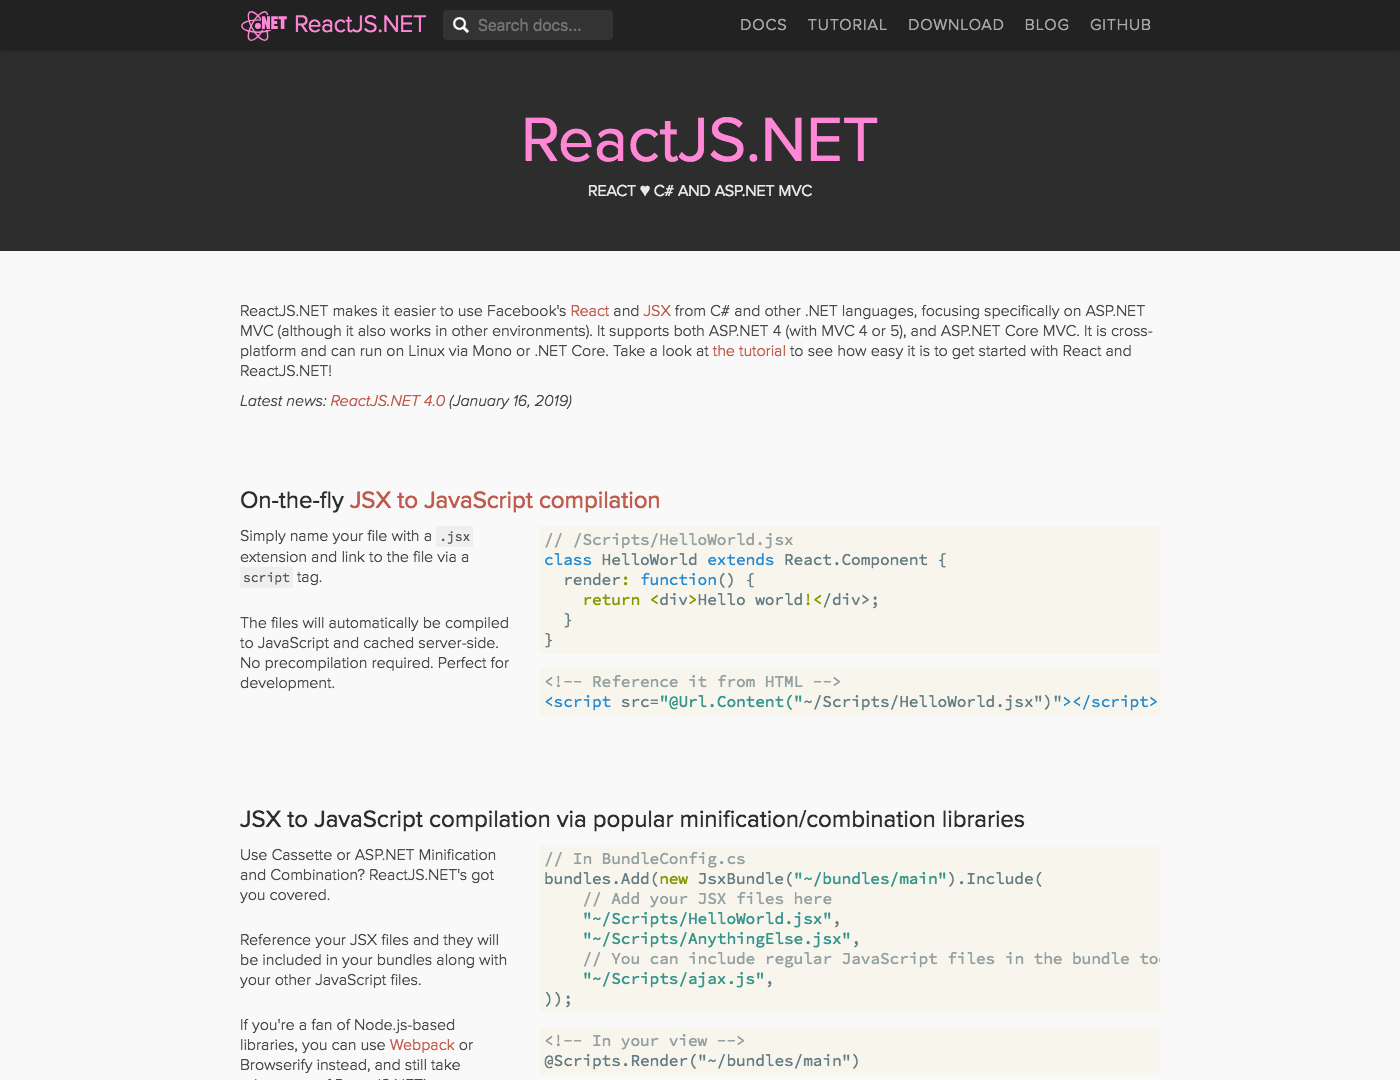 .NET ReactJS.NET Search docs... DOCS TUTORIAL DOWNLOAD BLOG GITHUB
ReactJS.NET
REACT ♥ C# AND ASP.NET MVC
ReactJS.NET makes it easier to use Facebook's React and JSX from C# and other .NET languages, focusing specifically on ASP.NET
MVC (although it also works in other environments). It supports both ASP.NET 4 (with MVC 4 or 5), and ASP.NET Core MVC. It is cross-
platform and can run on Linux via Mono or .NET Core. Take a look at the tutorial to see how easy it is to get started with React and
ReactJS.NET!
Latest news: ReactJS.NET 4.0 (January 16, 2019)
On-the-fly JSX to JavaScript compilation
Simply name your file with a .jsx
extension and link to the file via a
script tag.
The files will automatically be compiled
to JavaScript and cached server-side.
No precompilation required. Perfect for
development.
// /Scripts/HelloWorld.jsx
class HelloWorld extends React.Component {
  render: function() {
    return <div>Hello world!</div>;
  }
}
<!-- Reference it from HTML -->
<script src="@Url.Content("~/Scripts/HelloWorld.jsx")"></script>
JSX to JavaScript compilation via popular minification/combination libraries
Use Cassette or ASP.NET Minification
and Combination? ReactJS.NET's got
you covered.
Reference your JSX files and they will
be included in your bundles along with
your other JavaScript files.
If you're a fan of Node.js-based
libraries, you can use Webpack or
Browserify instead, and still take
// In BundleConfig.cs
bundles.Add(new JsxBundle("~/bundles/main").Include(
    // Add your JSX files here
    "~/Scripts/HelloWorld.jsx",
    "~/Scripts/AnythingElse.jsx",
    // You can include regular JavaScript files in the bundle too
    "~/Scripts/ajax.js",
));
<!-- In your view -->
@Scripts.Render("~/bundles/main")